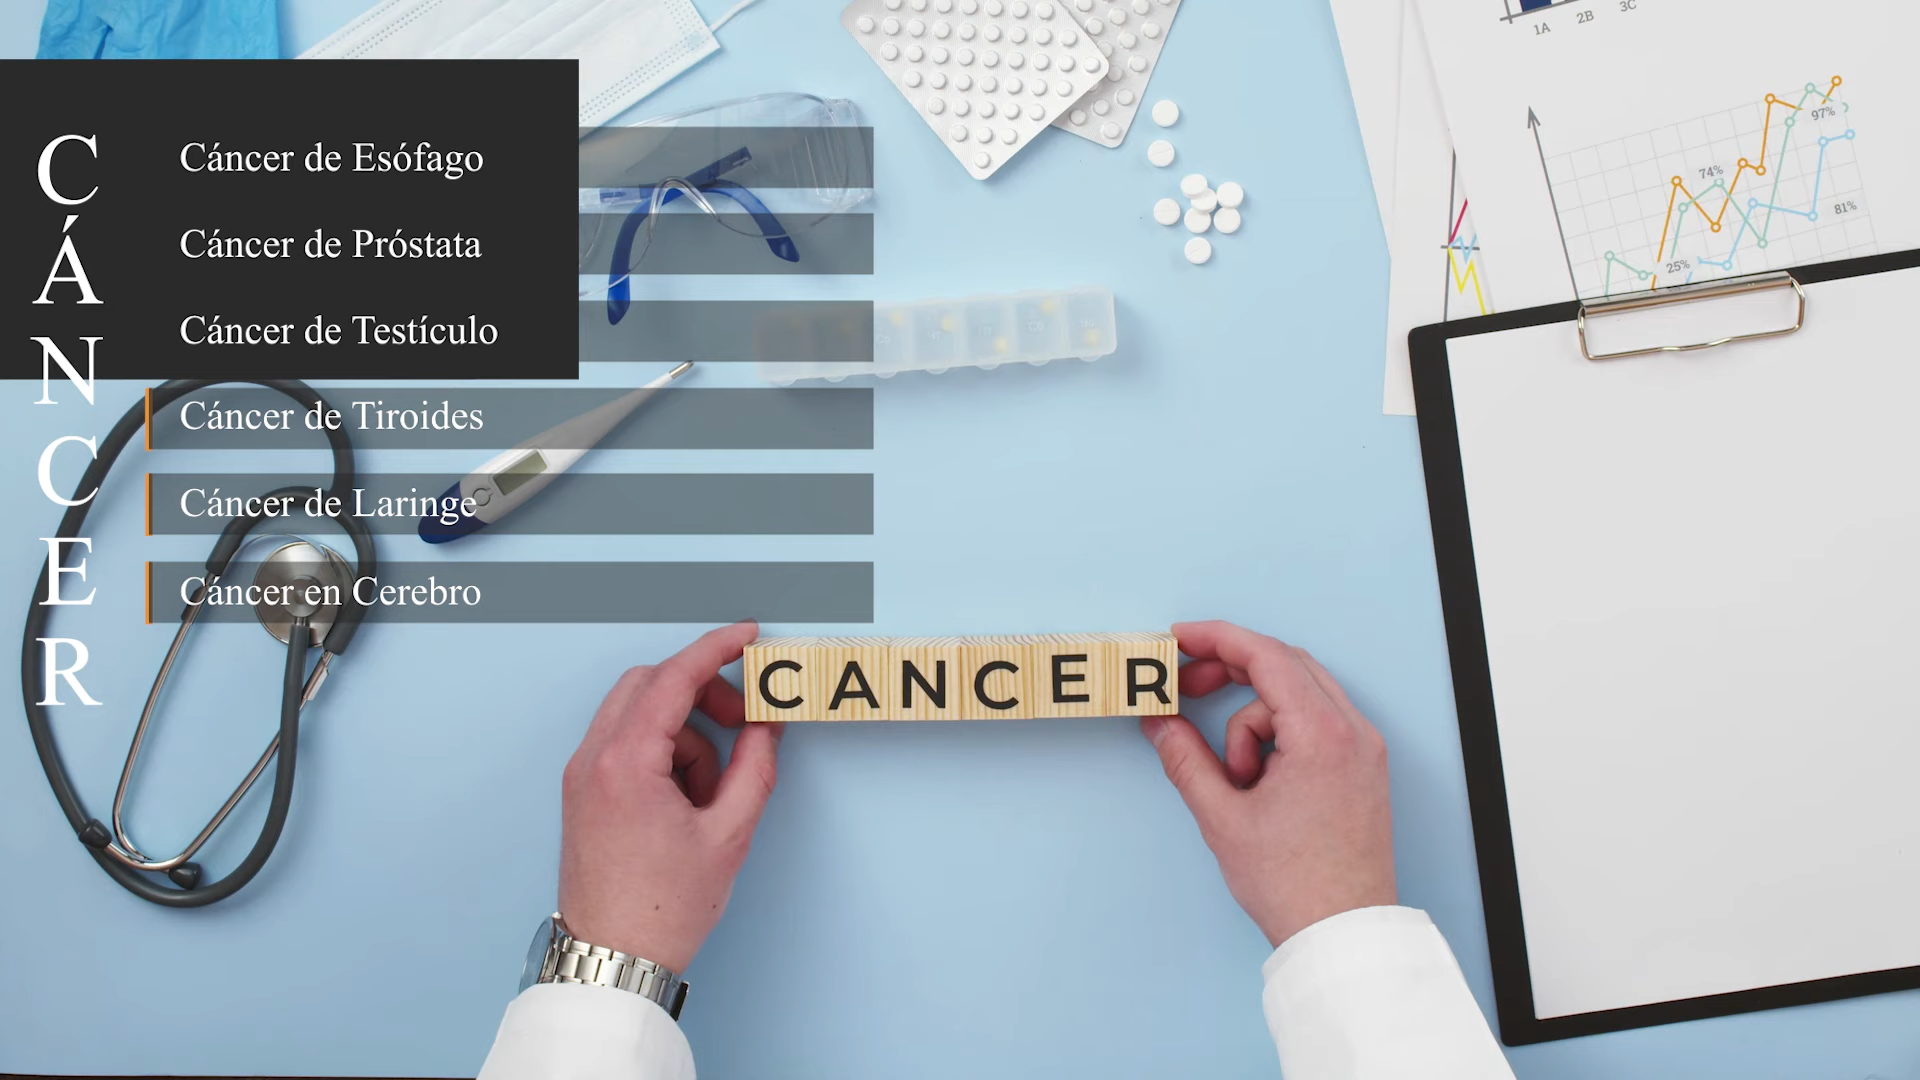 CÁNCER
Cáncer de Esófago
Cáncer de Próstata
Cáncer de Testículo
Cáncer de Tiroides
Cáncer de Laringe
Cáncer en Cerebro
CANCER
1A 2B 3C
97%
74%
81%
25%